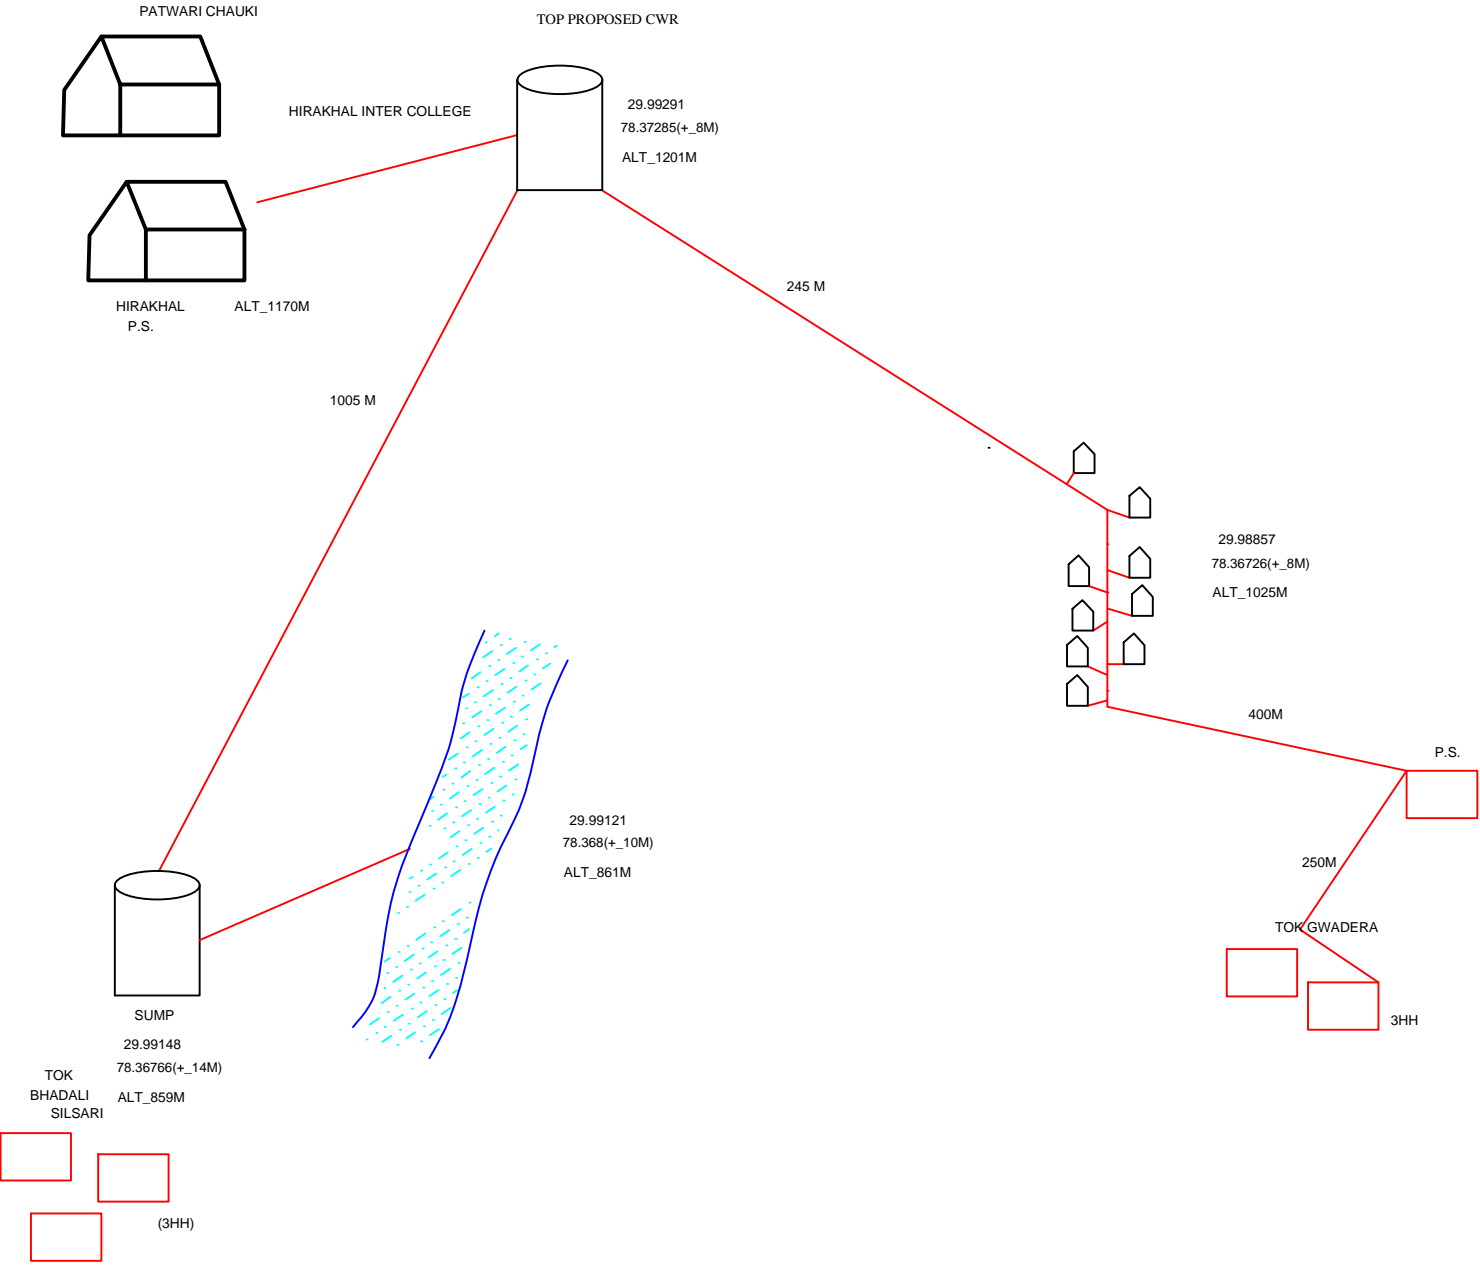 PATWARI CHAUKI
TOP PROPOSED CWR
HIRAKHAL INTER COLLEGE
29.99291
78.37285(+_8M)
ALT_1201M
HIRAKHAL
P.S.
ALT_1170M
245 M
1005 M
29.98857
78.36726(+_8M)
ALT_1025M
400M
P.S.
250M
TOK GWADERA
3HH
29.99121
78.368(+_10M)
ALT_861M
SUMP
29.99148
78.36766(+_14M)
ALT_859M
TOK
BHADALI
SILSARI
(3HH)